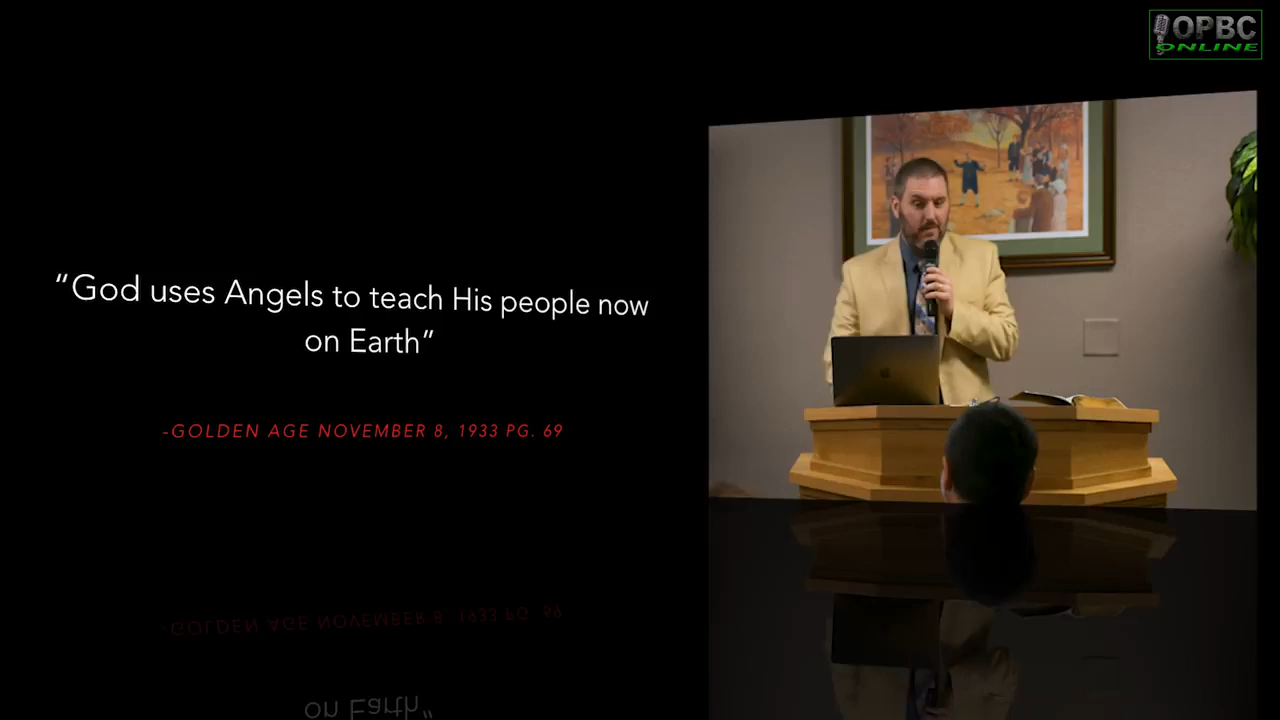 OPBC
ONLINE
“God uses Angels to teach His people now
on Earth”
-GOLDEN AGE NOVEMBER 8, 1933 PG. 69